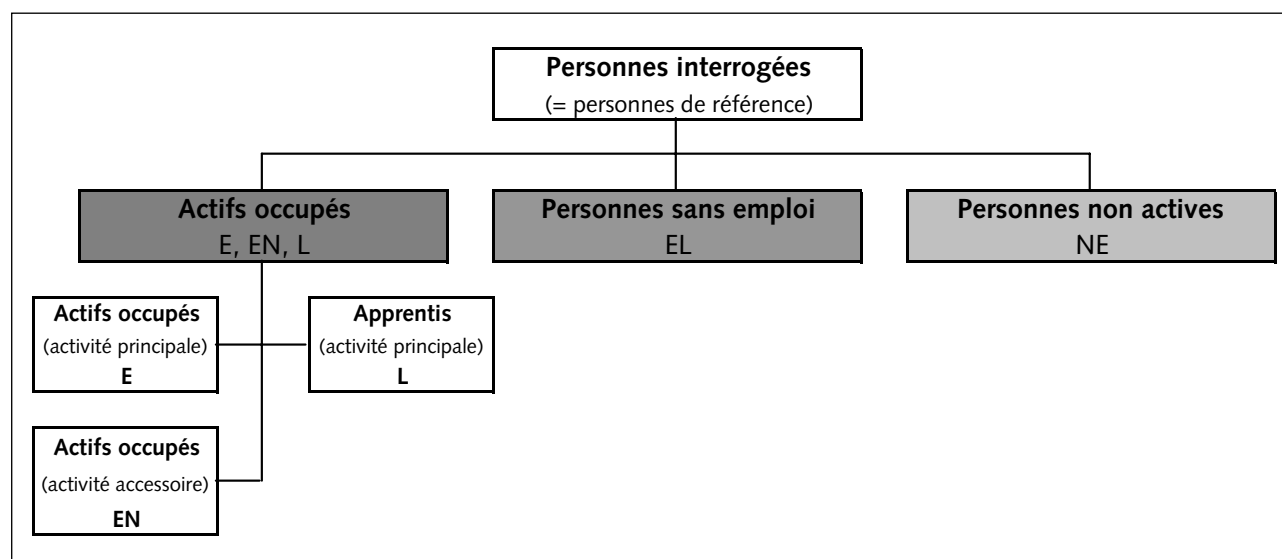 Personnes interrogées
(= personnes de référence)
Actifs occupés
E, EN, L
Personnes sans emploi
EL
Personnes non actives
NE
Actifs occupés
(activité principale)
E
Apprentis
(activité principale)
L
Actifs occupés
(activité accessoire)
EN